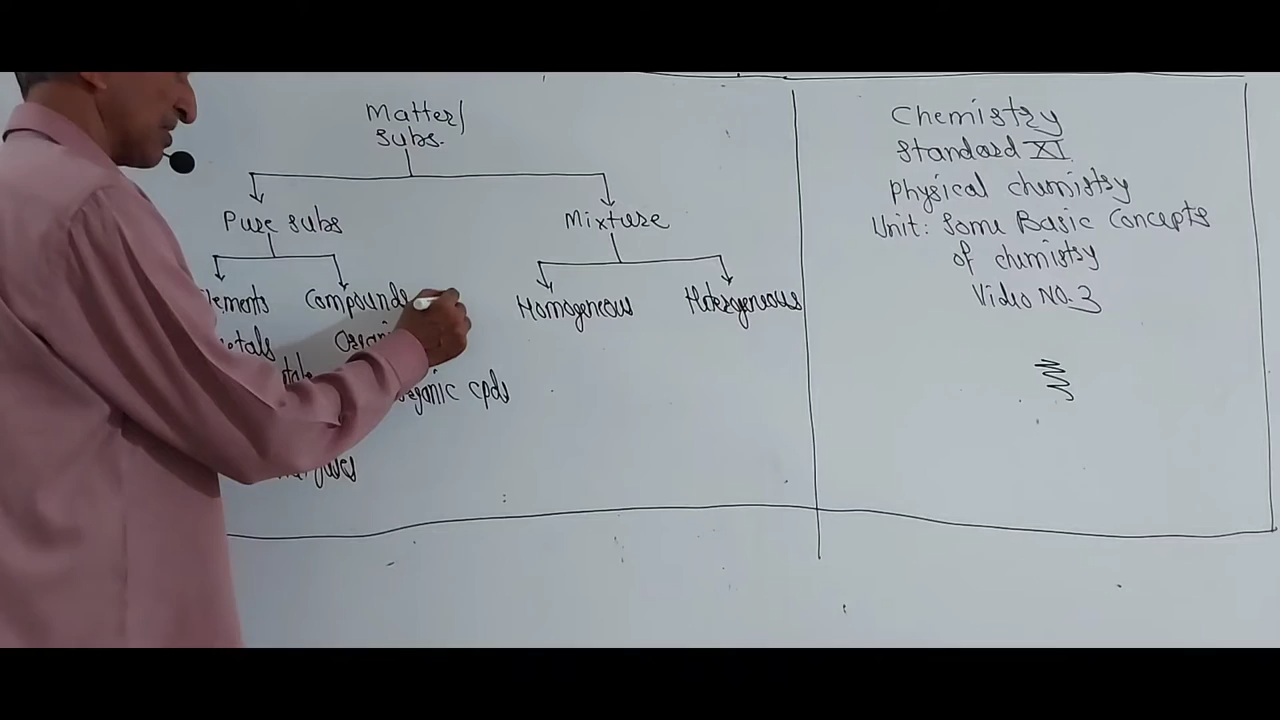 Matter/
Subs.
Pure subs
Mixture
Compounds
Homogeneous
Heterogeneous
cpds
Chemistry
Standard XI
Physical chemistry
Unit: Some Basic Concepts
of chemistry
Video NO. 3